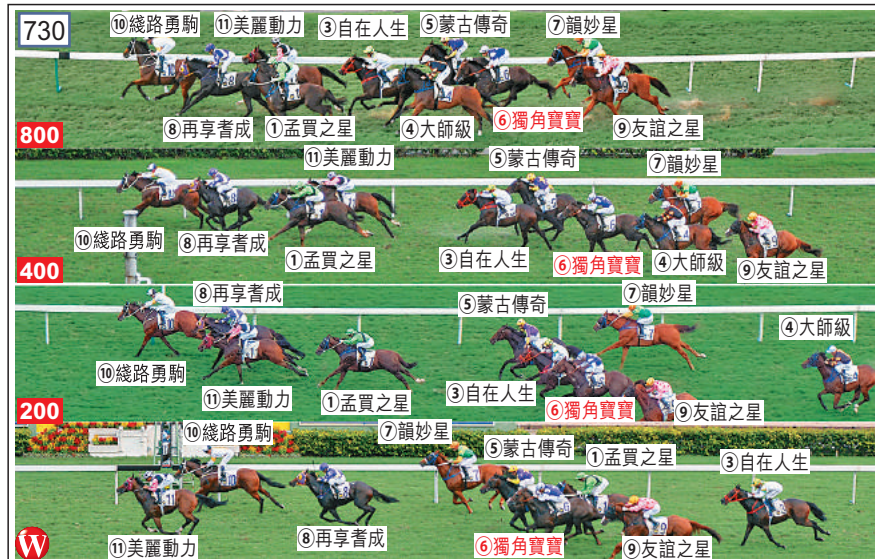 730
⑩綫路勇駒 ⑪美麗動力 ③自在人生 ⑤蒙古傳奇 ⑦韻妙星
⑧再享耆成 ①孟買之星 ④大師級 ⑥獨角寶寶 ⑨友誼之星
800
⑪美麗動力 ⑤蒙古傳奇 ⑦韻妙星
⑩綫路勇駒 ⑧再享耆成 ①孟買之星 ③自在人生 ⑥獨角寶寶 ④大師級 ⑨友誼之星
400
⑧再享耆成 ⑤蒙古傳奇 ⑦韻妙星 ④大師級
⑩綫路勇駒 ⑪美麗動力 ①孟買之星 ③自在人生 ⑥獨角寶寶 ⑨友誼之星
200
⑩綫路勇駒 ⑦韻妙星 ⑤蒙古傳奇 ①孟買之星 ③自在人生
⑪美麗動力 ⑧再享耆成 ⑥獨角寶寶 ⑨友誼之星
W